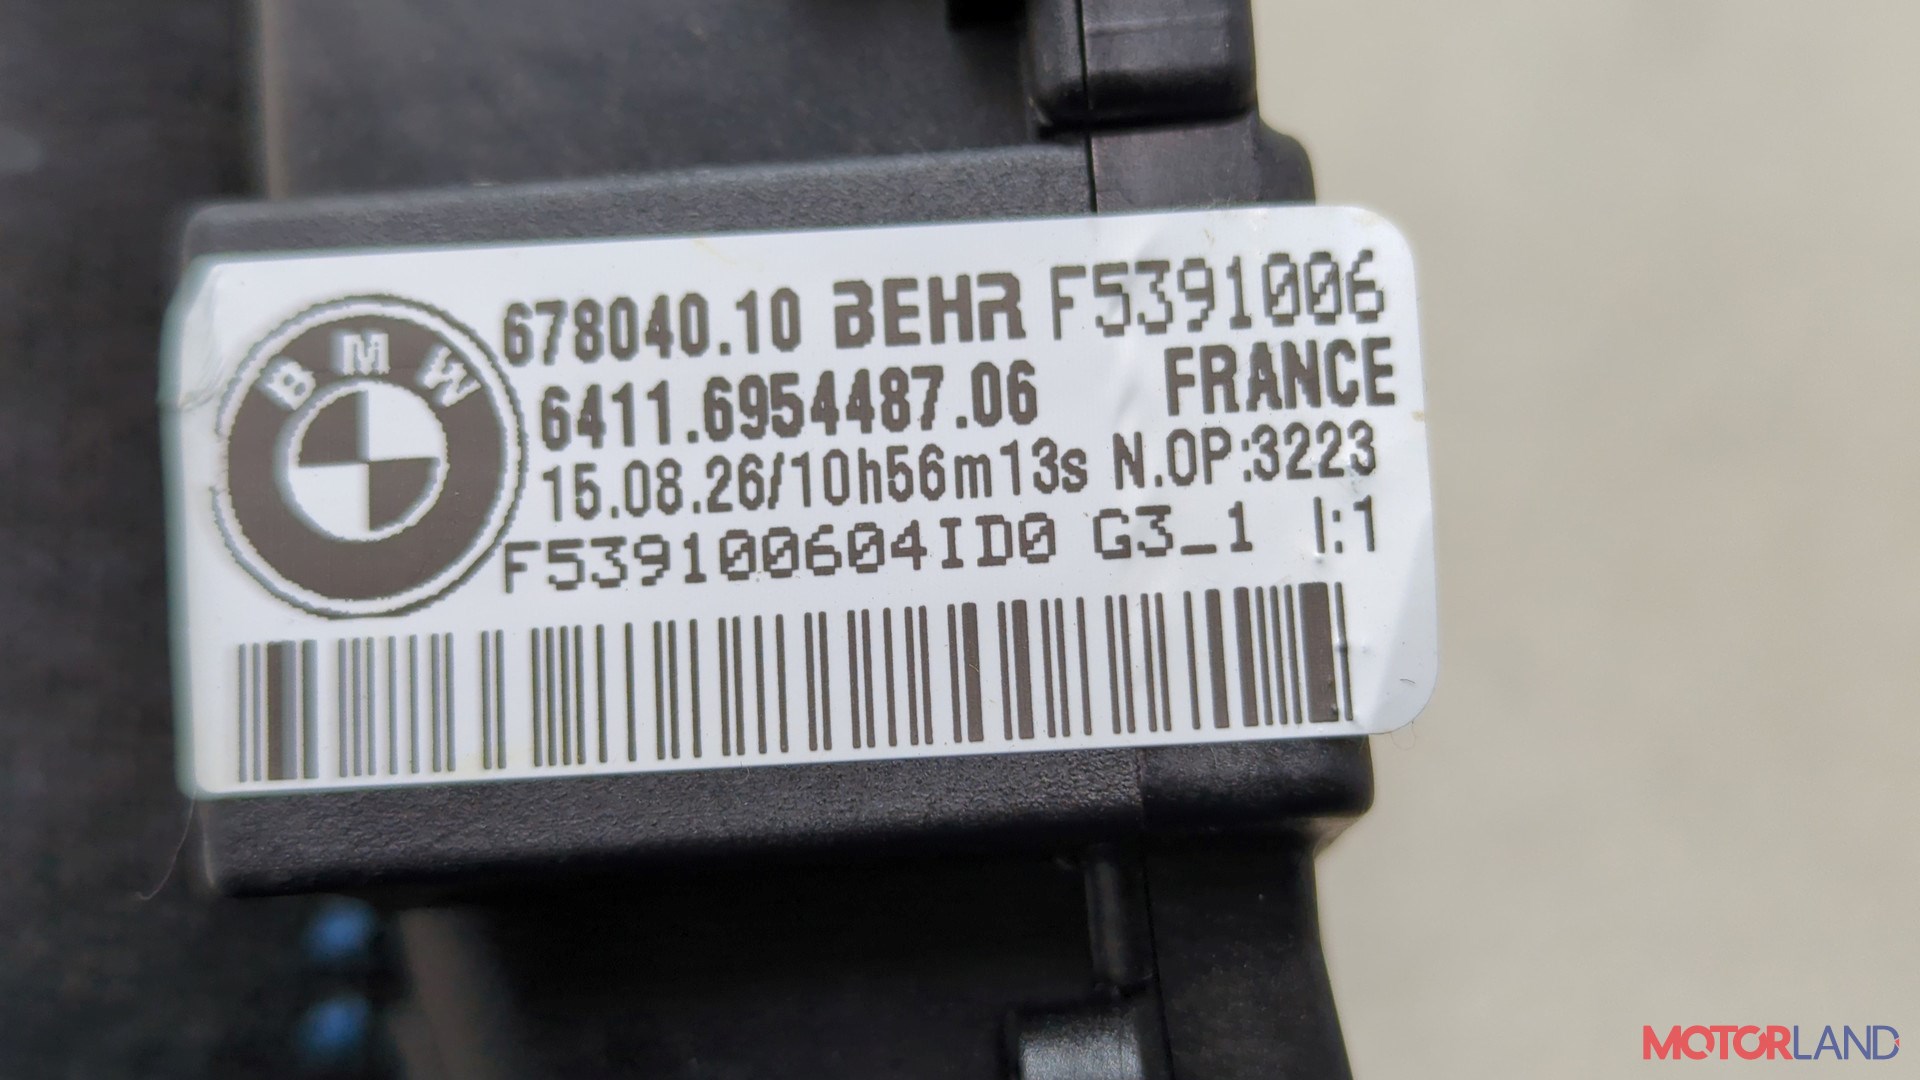 BMW
678040.10 BEHR F5391006
6411.6954487.06 FRANCE
15.08.26/10h56m13s N.OP:3223
F539100604ID0 G3_1 I:1
MOTORLAND